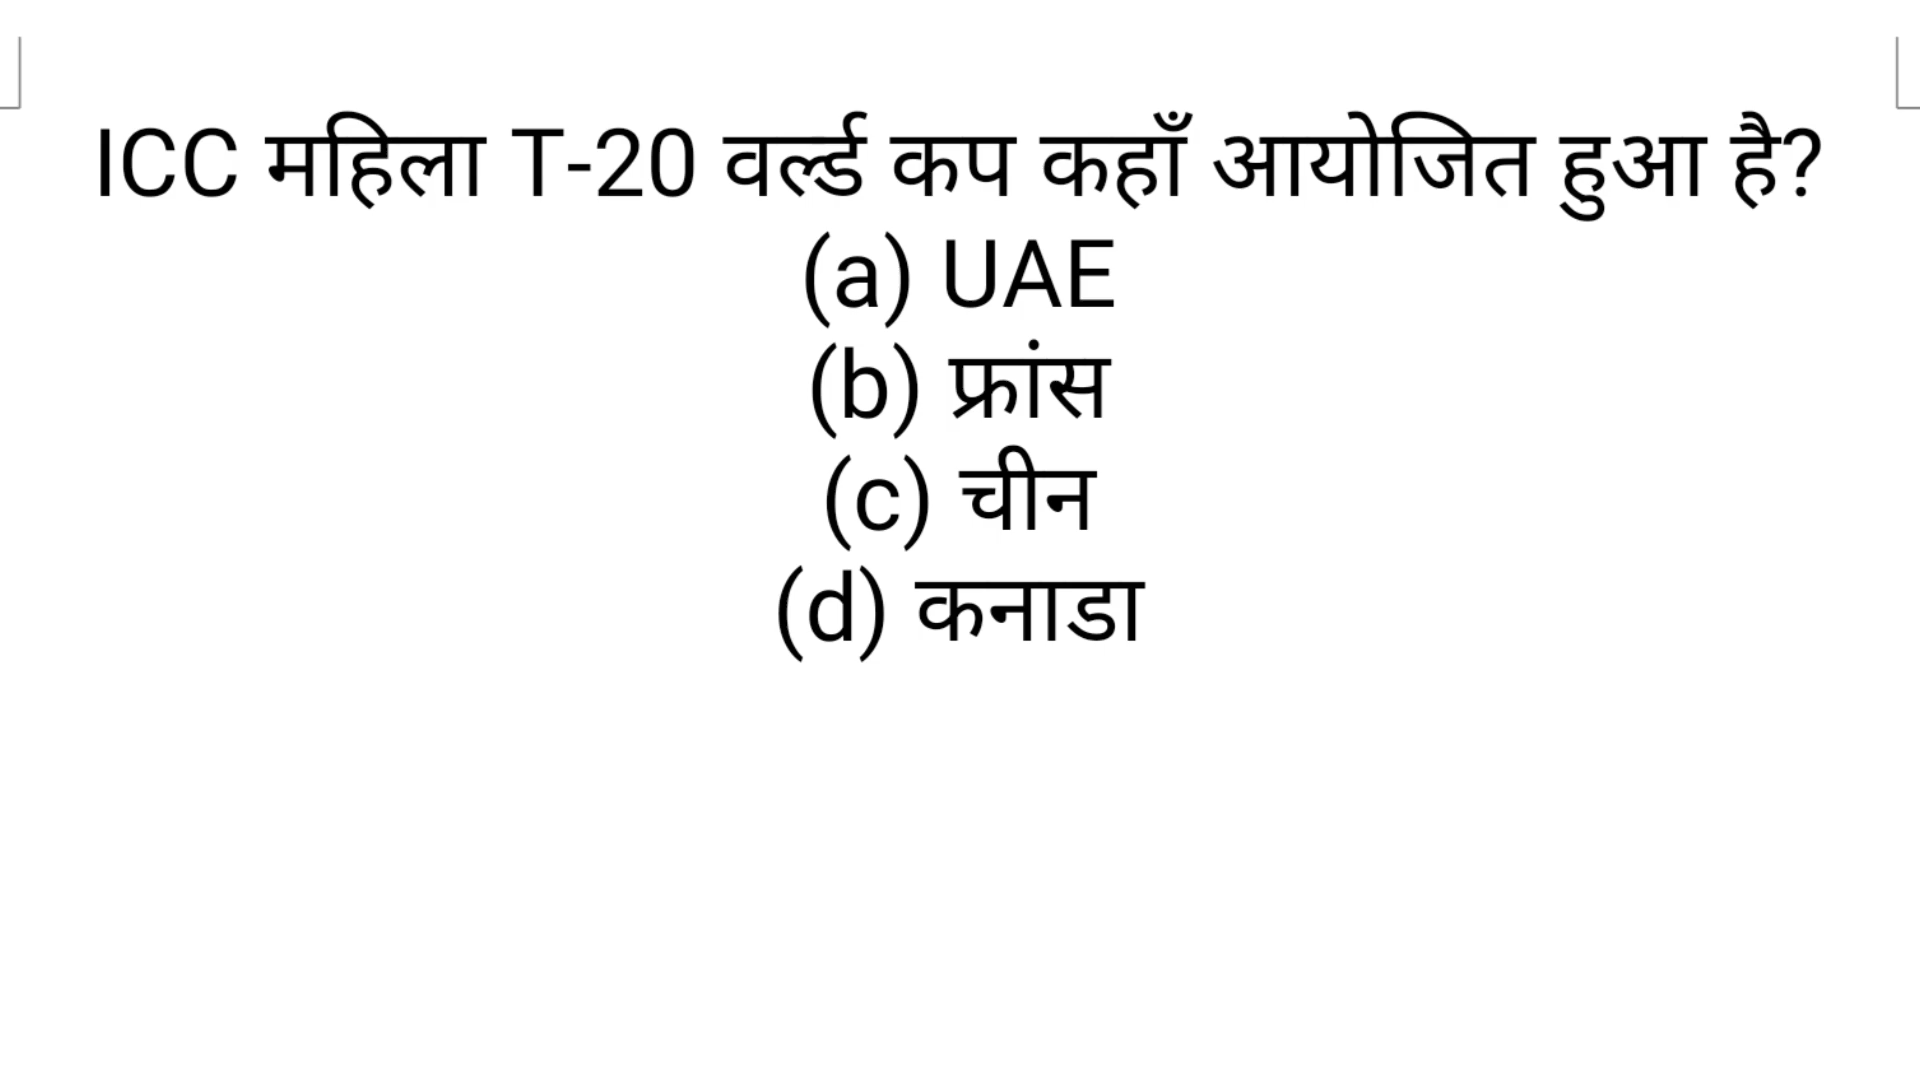 ICC महिला T-20 वर्ल्ड कप कहाँ आयोजित हुआ है?
(a) UAE
(b) फ्रांस
(c) चीन
(d) कनाडा